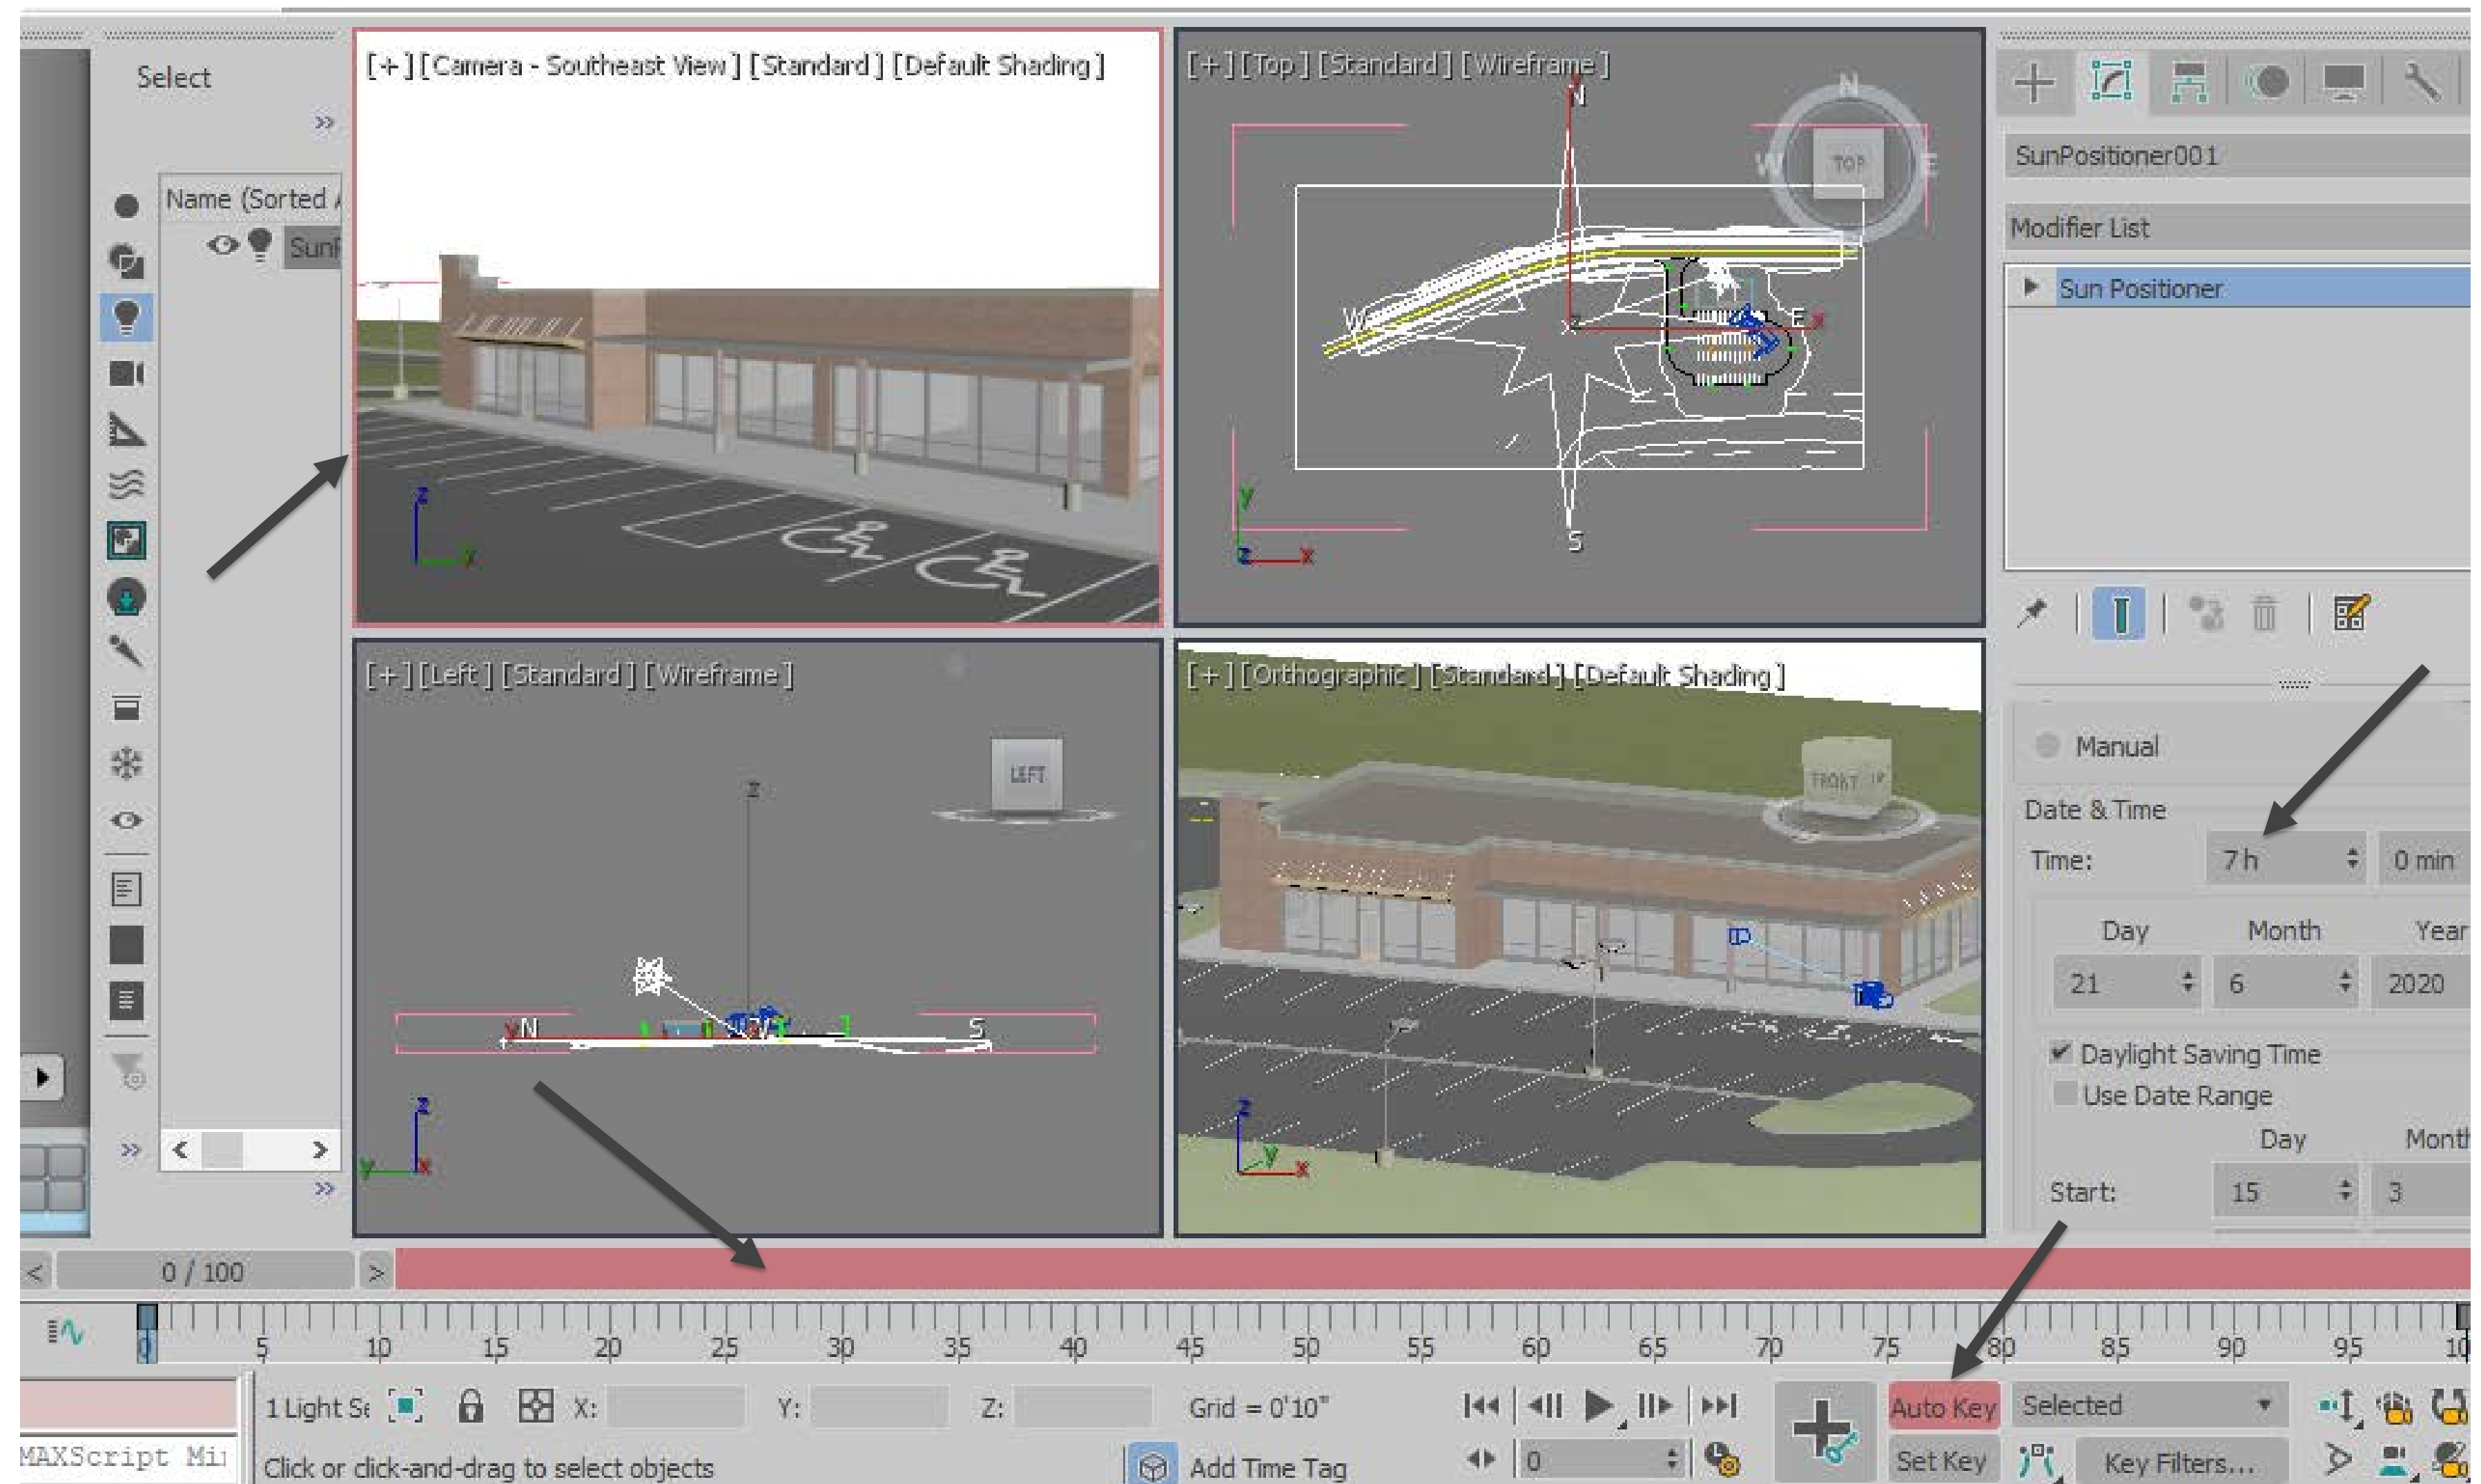 Select
Name (Sorted A
[+] [Camera - Southeast View] [Standard] [Default Shading]
z
y
[+] [Top] [Standard] [Wireframe]
N
W
E
x
S
N
W
E
TOP
y
z
x
[+] [Left] [Standard] [Wireframe]
LEFT
z
y N
S
z
y
x
[+] [Orthographic] [Standard] [Default Shading]
FRONT
z
y
x
SunPositioner001
Modifier List
Sun Positioner
Manual
Date & Time
Time: 7 h 0 min
Day Month Year
21 6 2020
Daylight Saving Time
Use Date Range
Day Month
Start: 15 3
< 0 / 100 >
0 5 10 15 20 25 30 35 40 45 50 55 60 65 70 75 80 85 90 95
1 Light Se X: Y: Z: Grid = 0'10"
Auto Key Selected
MAXScript Mi
Click or click-and-drag to select objects
Add Time Tag
0
Set Key Key Filters...